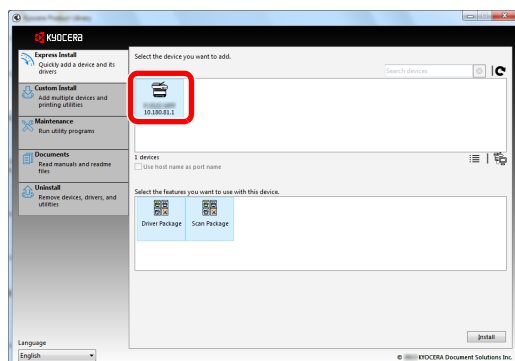 Kyocera Product Library
KYOCERA
Express Install
Quickly add a device and its
drivers
Custom Install
Add multiple devices and
printing utilities
Maintenance
Run utility programs
Documents
Read manuals and readme
files
Uninstall
Remove devices, drivers, and
utilities
Language
English
Select the device you want to add.
Search devices
10.180.81.1
1 devices
Use host name as port name
Select the features you want to use with this device.
Driver Package
Scan Package
Install
© KYOCERA Document Solutions Inc.